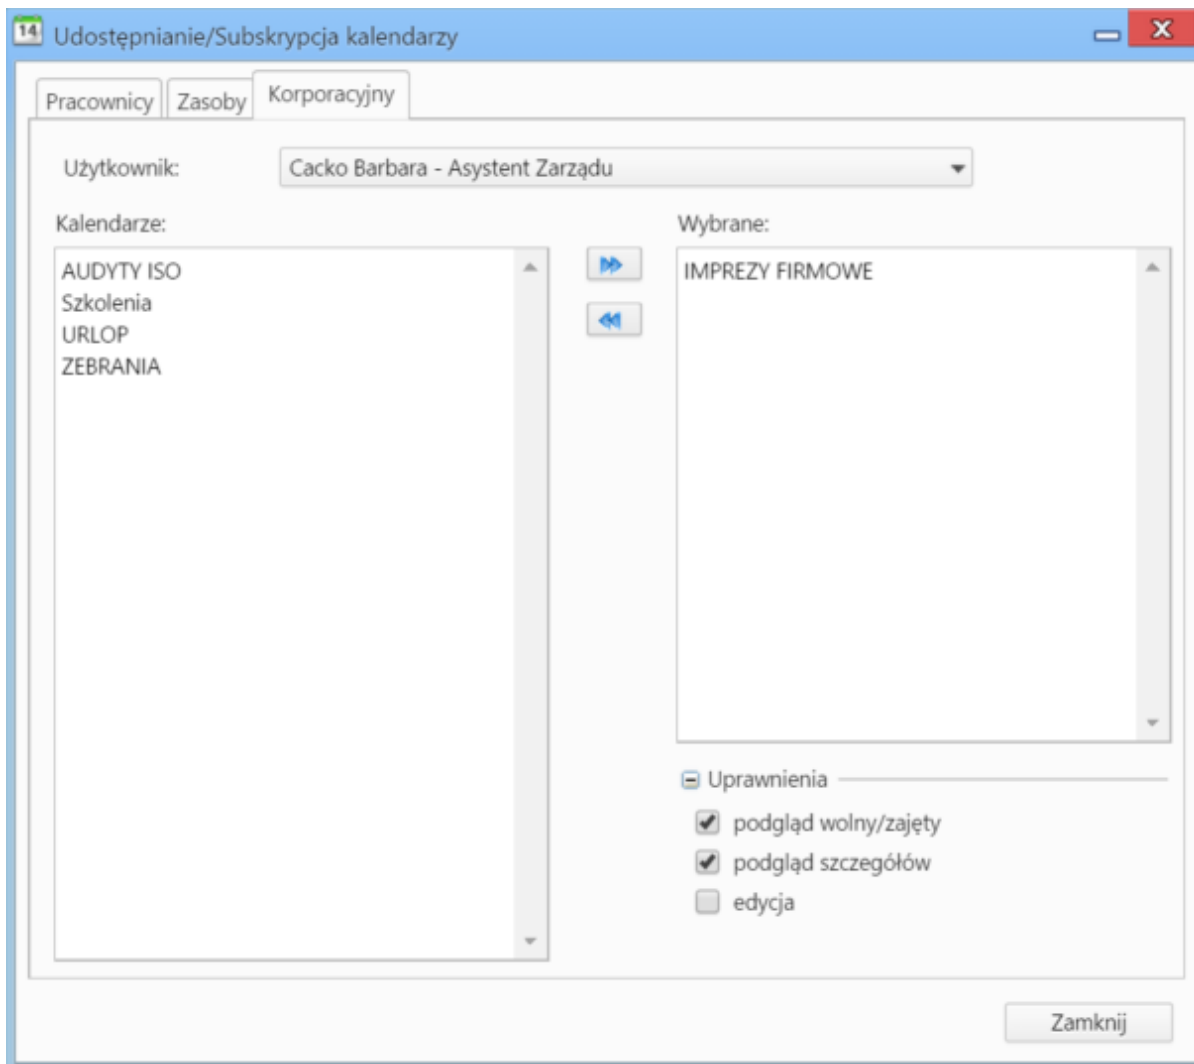 14 Udostępnianie/Subskrypcja kalendarzy
Pracownicy Zasoby Korporacyjny
Użytkownik: Cacko Barbara - Asystent Zarządu
Kalendarze:
AUDYTY ISO
Szkolenia
URLOP
ZEBRANIA
Wybrane:
IMPREZY FIRMOWE
Uprawnienia
podgląd wolny/zajęty
podgląd szczegółów
edycja
Zamknij